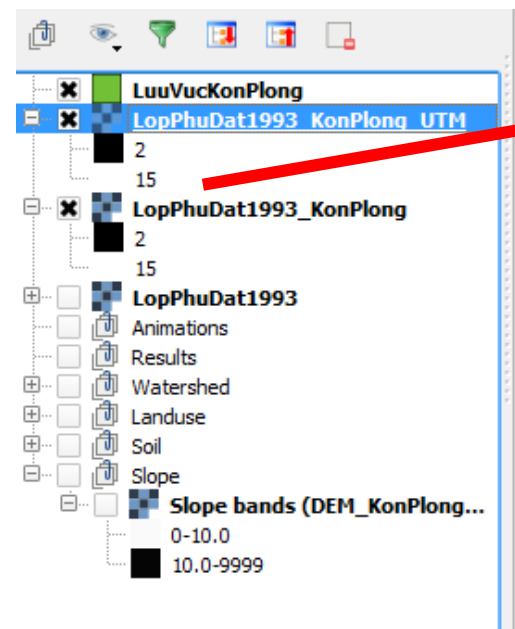 LuuVucKonPlong
LopPhuDat1993_KonPlong_UTM
2
15
LopPhuDat1993_KonPlong
2
15
LopPhuDat1993
Animations
Results
Watershed
Landuse
Soil
Slope
Slope bands (DEM_KonPlong...
0-10.0
10.0-9999